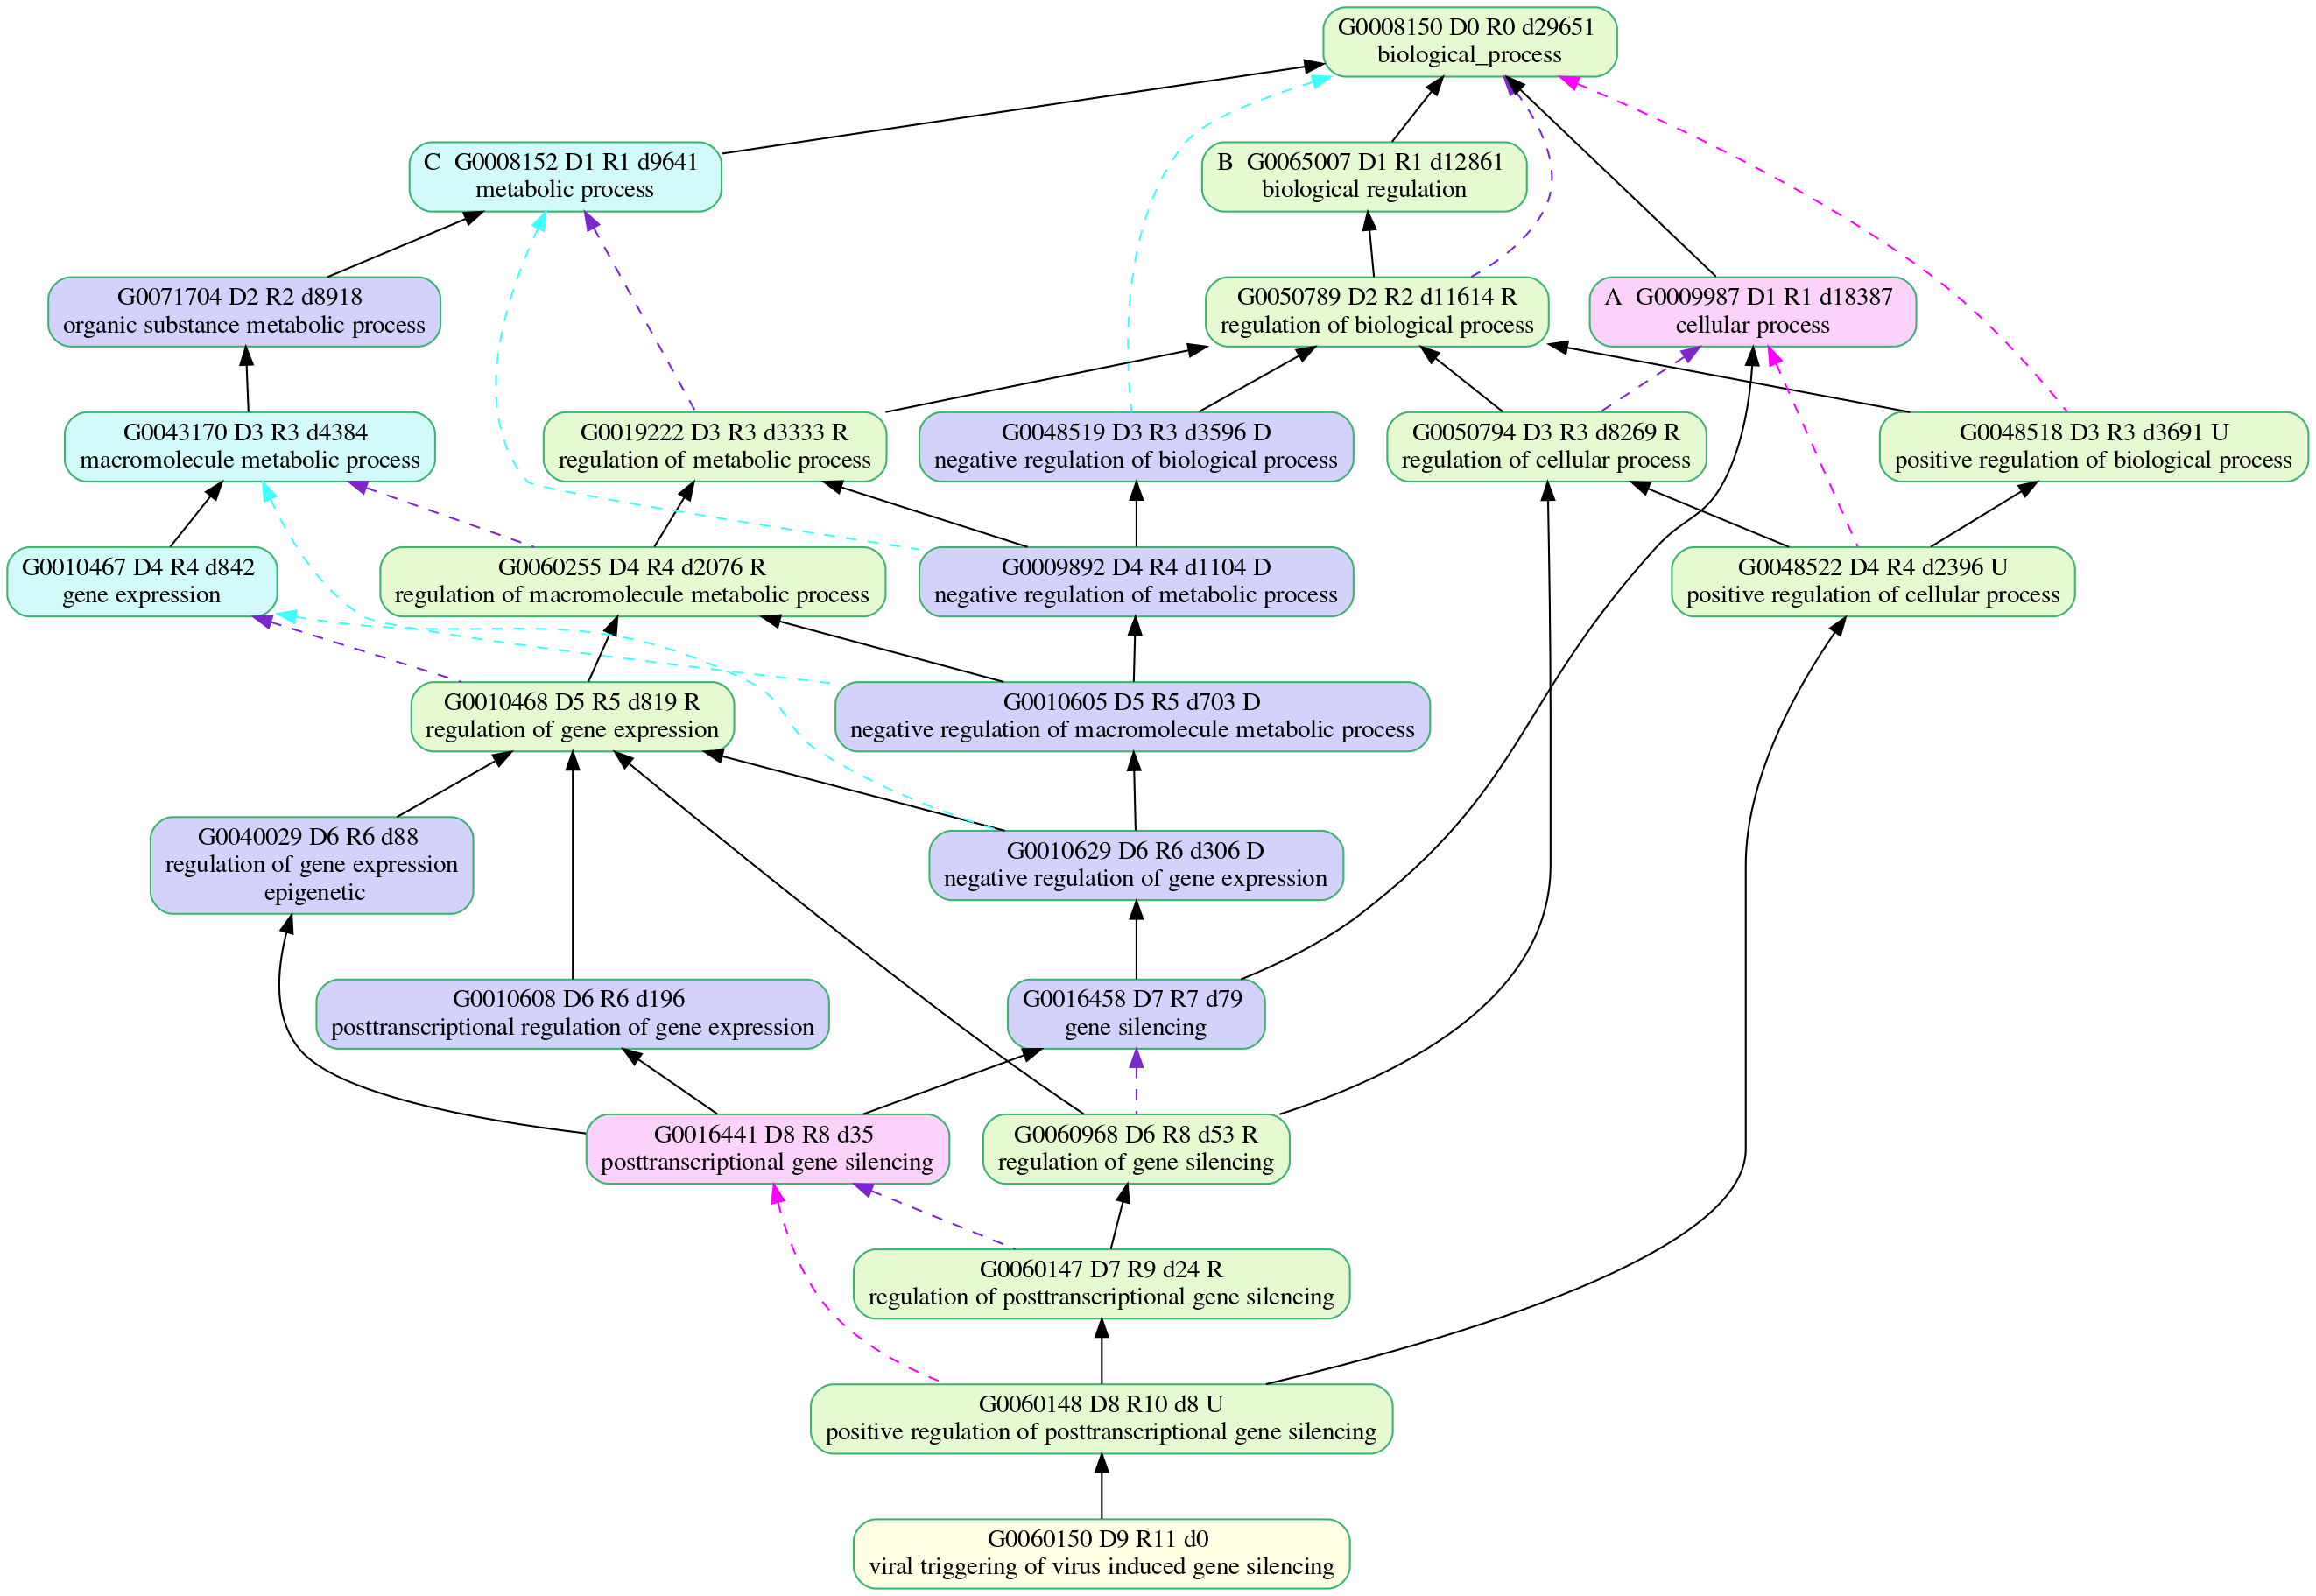 G0008150 D0 R0 d29651
biological_process
C  G0008152 D1 R1 d9641
metabolic process
B  G0065007 D1 R1 d12861
biological regulation
G0071704 D2 R2 d8918
organic substance metabolic process
G0050789 D2 R2 d11614 R
regulation of biological process
A  G0009987 D1 R1 d18387
cellular process
G0043170 D3 R3 d4384
macromolecule metabolic process
G0019222 D3 R3 d3333 R
regulation of metabolic process
G0048519 D3 R3 d3596 D
negative regulation of biological process
G0050794 D3 R3 d8269 R
regulation of cellular process
G0048518 D3 R3 d3691 U
positive regulation of biological process
G0010467 D4 R4 d842
gene expression
G0060255 D4 R4 d2076 R
regulation of macromolecule metabolic process
G0009892 D4 R4 d1104 D
negative regulation of metabolic process
G0048522 D4 R4 d2396 U
positive regulation of cellular process
G0010468 D5 R5 d819 R
regulation of gene expression
G0010605 D5 R5 d703 D
negative regulation of macromolecule metabolic process
G0040029 D6 R6 d88
regulation of gene expression
epigenetic
G0010629 D6 R6 d306 D
negative regulation of gene expression
G0010608 D6 R6 d196
posttranscriptional regulation of gene expression
G0016458 D7 R7 d79
gene silencing
G0016441 D8 R8 d35
posttranscriptional gene silencing
G0060968 D6 R8 d53 R
regulation of gene silencing
G0060147 D7 R9 d24 R
regulation of posttranscriptional gene silencing
G0060148 D8 R10 d8 U
positive regulation of posttranscriptional gene silencing
G0060150 D9 R11 d0
viral triggering of virus induced gene silencing